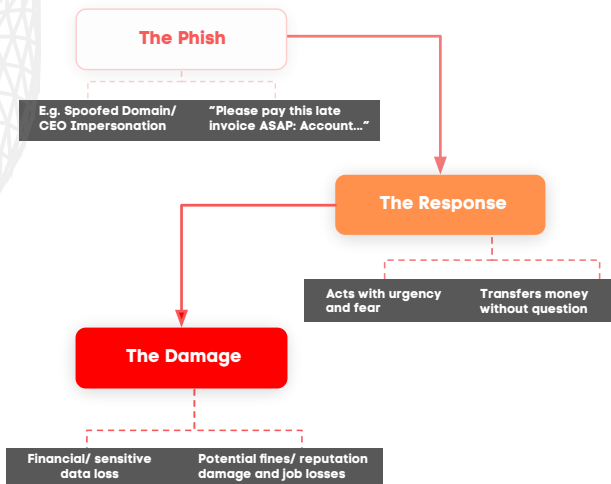 The Phish
E.g. Spoofed Domain/
CEO Impersonation
“Please pay this late
invoice ASAP: Account...”
The Response
Acts with urgency
and fear
Transfers money
without question
The Damage
Financial/ sensitive
data loss
Potential fines/ reputation
damage and job losses